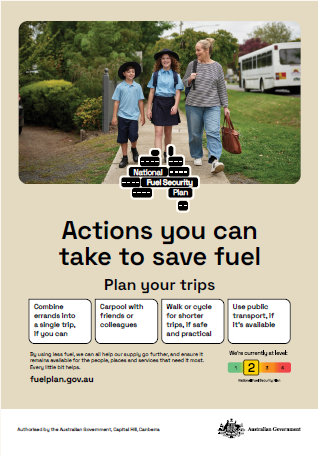 National
Fuel Security
Plan
Actions you can
take to save fuel
Plan your trips
Combine
errands into
a single trip,
if you can
Carpool with
friends or
colleagues
Walk or cycle
for shorter
trips, if safe
and practical
Use public
transport, if
it's available
By using less fuel, we can all help our supply go further, and ensure it
remains available for the people, places and services that need it most.
Every little bit helps.
fuelplan.gov.au
We're currently at level:
1 2 3 4
National Fuel Security Plan
Authorised by the Australian Government, Capital Hill, Canberra
Australian Government